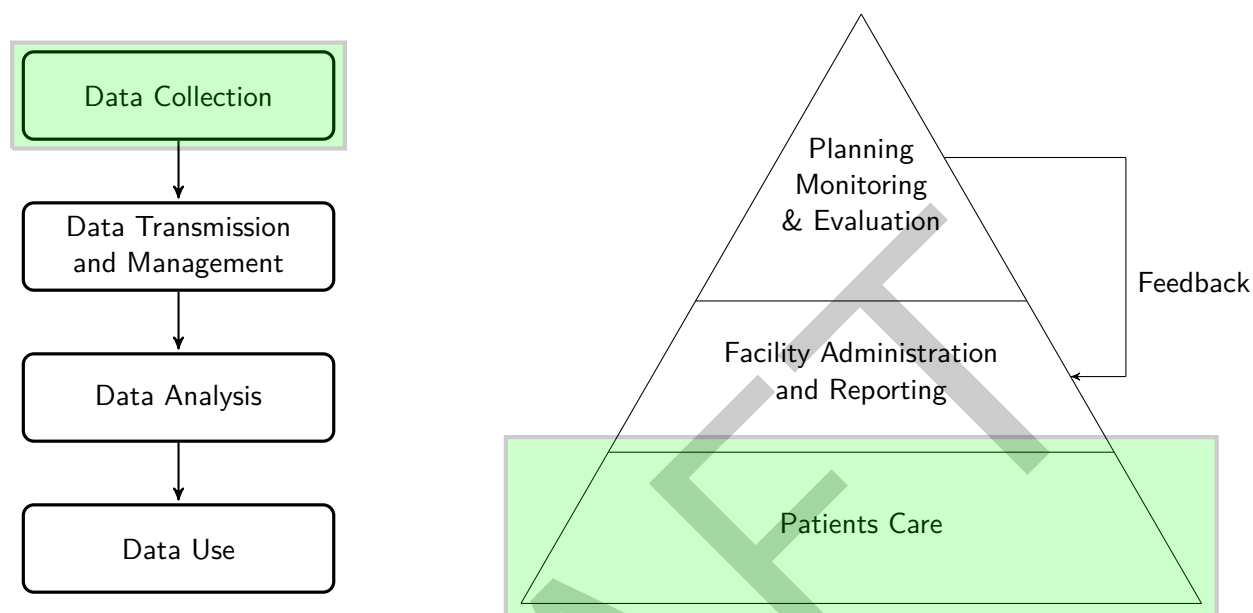 Data Collection
Data Transmission
and Management
Data Analysis
Data Use
Planning
Monitoring
& Evaluation
Feedback
Facility Administration
and Reporting
Patients Care